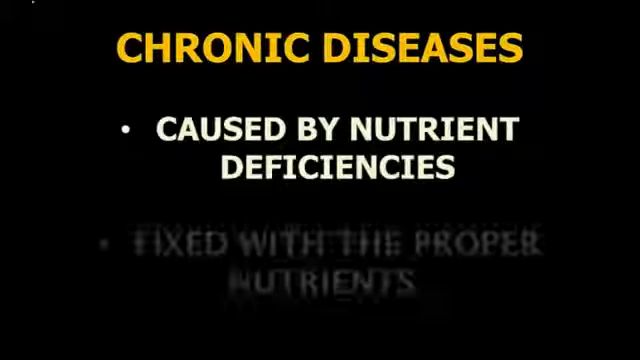 CHRONIC DISEASES
• CAUSED BY NUTRIENT
DEFICIENCIES
• FIXED WITH THE PROPER
NUTRIENTS